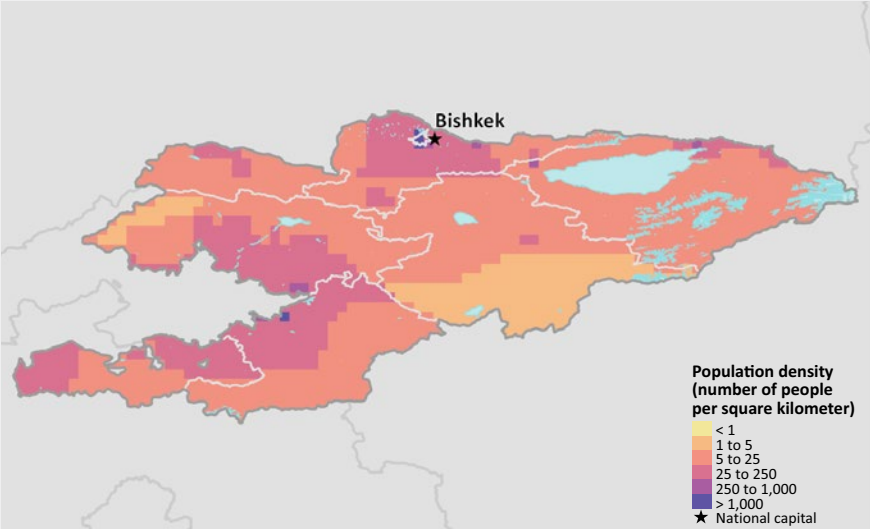 Bishkek
Population density
(number of people
per square kilometer)
< 1
1 to 5
5 to 25
25 to 250
250 to 1,000
> 1,000
National capital